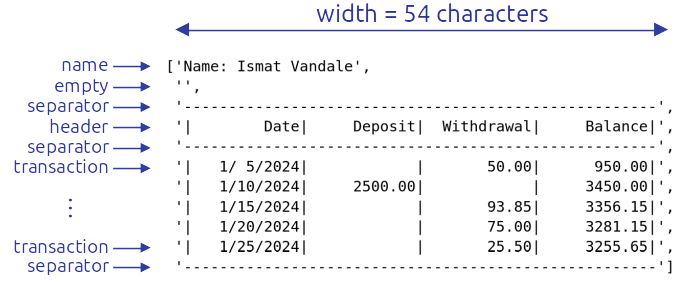 width = 54 characters
name ['Name: Ismat Vandale',
empty '',
separator '-----------------------------------------------------',
header '|        Date|     Deposit|  Withdrawal|     Balance|',
separator '-----------------------------------------------------',
transaction '|   1/ 5/2024|            |       50.00|      950.00|',
'|   1/10/2024|     2500.00|            |     3450.00|',
⋮ '|   1/15/2024|            |       93.85|     3356.15|',
'|   1/20/2024|            |       75.00|     3281.15|',
transaction '|   1/25/2024|            |       25.50|     3255.65|',
separator '-----------------------------------------------------']